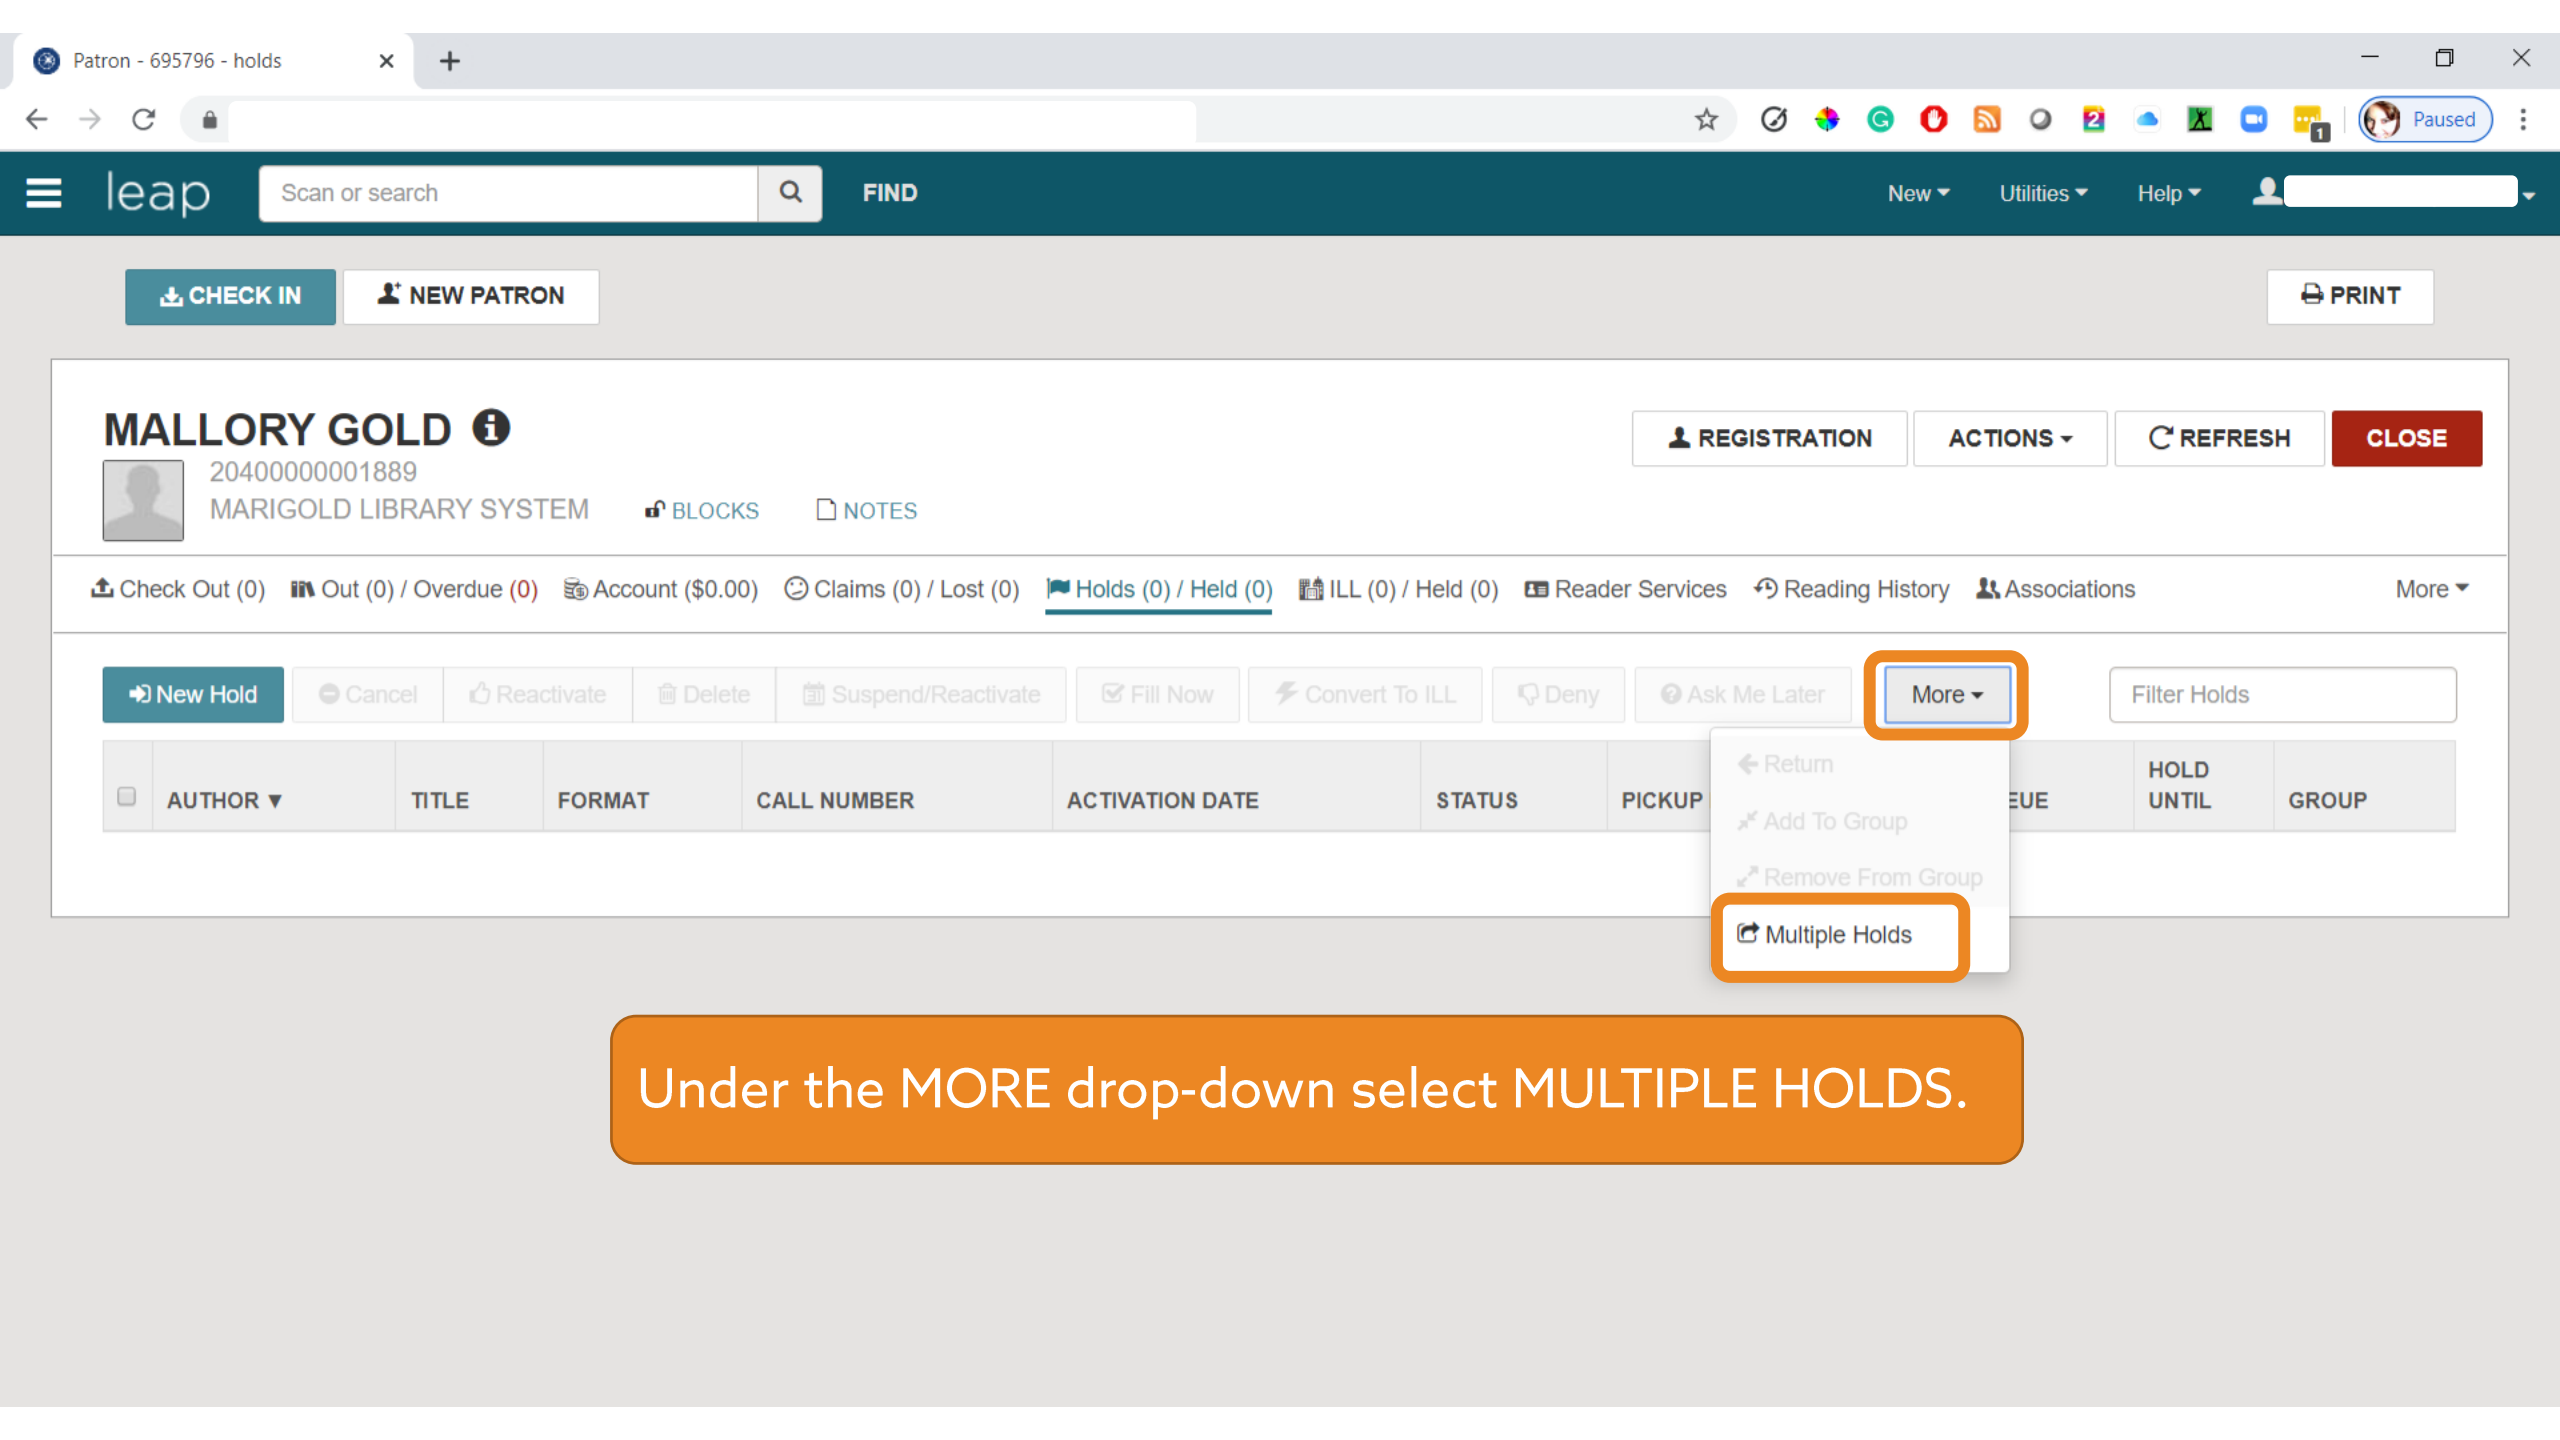 Patron - 695796 - holds
Paused
1
leap
Scan or search
FIND
New
Utilities
Help
CHECK IN
NEW PATRON
PRINT
MALLORY GOLD
REGISTRATION
ACTIONS
REFRESH
CLOSE
20400000001889
MARIGOLD LIBRARY SYSTEM
BLOCKS
NOTES
Check Out (0)
Out (0) / Overdue (0)
Account ($0.00)
Claims (0) / Lost (0)
Holds (0) / Held (0)
ILL (0) / Held (0)
Reader Services
Reading History
Associations
More
New Hold
Cancel
Reactivate
Delete
Suspend/Reactivate
Fill Now
Convert To ILL
Deny
Ask Me Later
More
Filter Holds
AUTHOR
TITLE
FORMAT
CALL NUMBER
ACTIVATION DATE
STATUS
PICKUP
EUE
HOLD
UNTIL
GROUP
Return
Add To Group
Remove From Group
Multiple Holds
Under the MORE drop-down select MULTIPLE HOLDS.